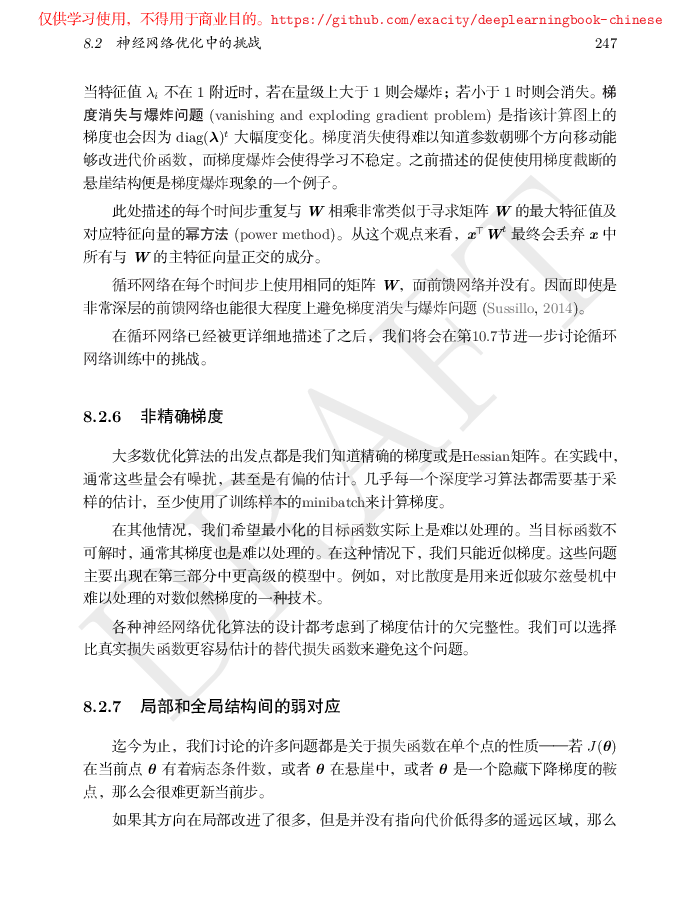 仅供学习使用，不得用于商业目的。https://github.com/exacity/deeplearningbook-chinese
8.2 神经网络优化中的挑战 247
当特征值 λi 不在 1 附近时，若在量级上大于 1 则会爆炸；若小于 1 时则会消失。梯
度消失与爆炸问题 (vanishing and exploding gradient problem) 是指该计算图上的
梯度也会因为 diag(λ)^t 大幅度变化。梯度消失使得难以知道参数朝哪个方向移动能
够改进代价函数，而梯度爆炸会使得学习不稳定。之前描述的促使使用梯度截断的
悬崖结构便是梯度爆炸现象的一个例子。
此处描述的每个时间步重复与 W 相乘非常类似于寻求矩阵 W 的最大特征值及
对应特征向量的幂方法 (power method)。从这个观点来看，x^⊤W^t 最终会丢弃 x 中
所有与 W 的主特征向量正交的成分。
循环网络在每个时间步上使用相同的矩阵 W，而前馈网络并没有。因而即使是
非常深层的前馈网络也能很大程度上避免梯度消失与爆炸问题 (Sussillo, 2014)。
在循环网络已经被更详细地描述了之后，我们将会在第10.7节进一步讨论循环
网络训练中的挑战。
8.2.6 非精确梯度
大多数优化算法的出发点都是我们知道精确的梯度或是Hessian矩阵。在实践中，
通常这些量会有噪扰，甚至是有偏的估计。几乎每一个深度学习算法都需要基于采
样的估计，至少使用了训练样本的minibatch来计算梯度。
在其他情况，我们希望最小化的目标函数实际上是难以处理的。当目标函数不
可解时，通常其梯度也是难以处理的。在这种情况下，我们只能近似梯度。这些问题
主要出现在第三部分中更高级的模型中。例如，对比散度是用来近似玻尔兹曼机中
难以处理的对数似然梯度的一种技术。
各种神经网络优化算法的设计都考虑到了梯度估计的欠完整性。我们可以选择
比真实损失函数更容易估计的替代损失函数来避免这个问题。
8.2.7 局部和全局结构间的弱对应
迄今为止，我们讨论的许多问题都是关于损失函数在单个点的性质——若 J(θ)
在当前点 θ 有着病态条件数，或者 θ 在悬崖中，或者 θ 是一个隐藏下降梯度的鞍
点，那么会很难更新当前步。
如果其方向在局部改进了很多，但是并没有指向代价低得多的遥远区域，那么
DRAFT